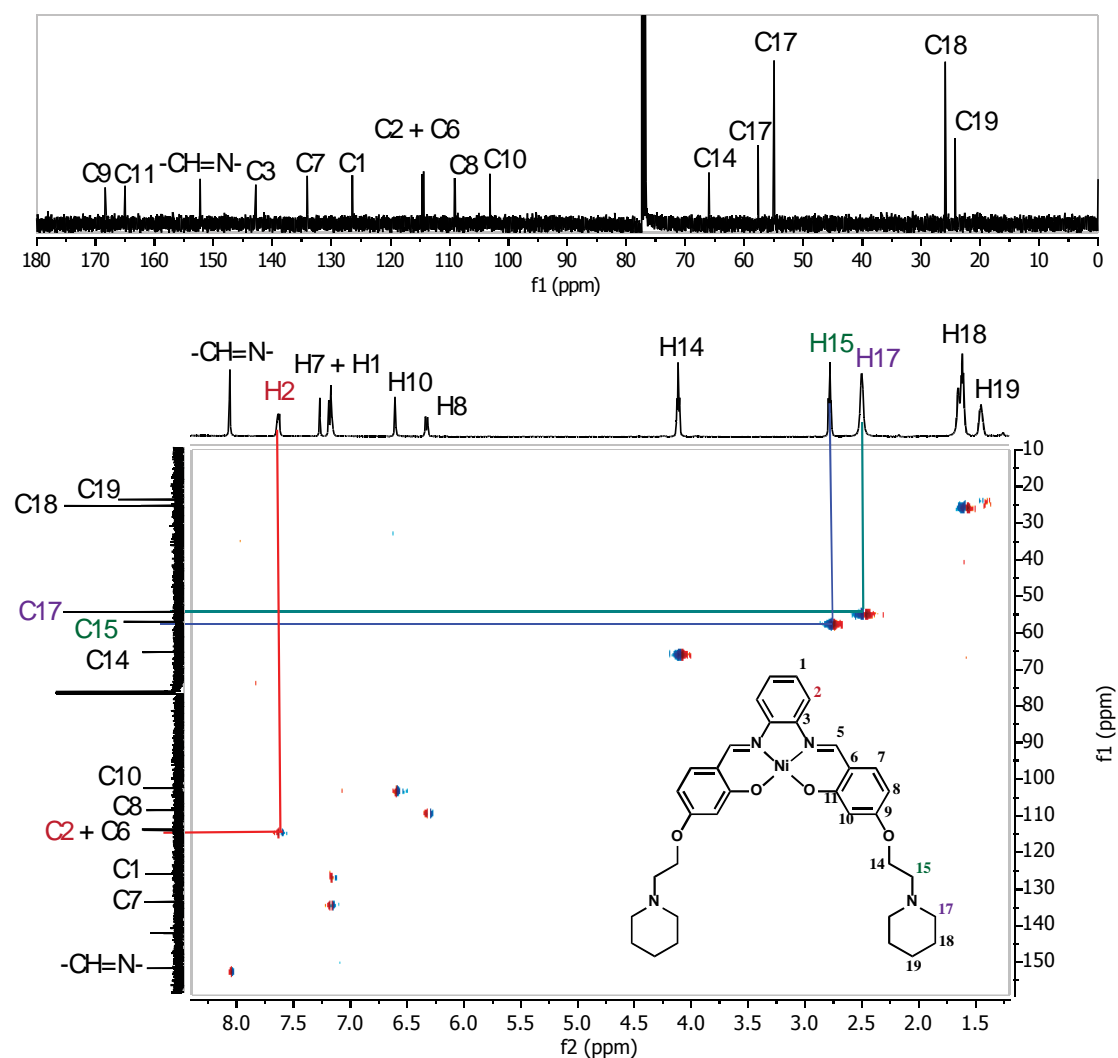 C17
C18
C2 + C6
C17
C19
-CH=N-
C7
C1
C10
C9
C11
C3
C8
C14
180 170 160 150 140 130 120 110 100 90 80 70 60 50 40 30 20 10 0
f1 (ppm)
-CH=N-
H7 + H1
H14
H15
H18
H2
H10
H17
H8
H19
10
20
30
40
50
60
70
80
90
100
110
120
130
140
150
f1 (ppm)
C19
C18
C17
C15
C14
C10
C8
C2 + C6
C1
C7
-CH=N-
1
2
3
N
N
5
Ni
6
7
8
O
O
11
10
9
O
O
14
15
N
N
17
18
19
8.0 7.5 7.0 6.5 6.0 5.5 5.0 4.5 4.0 3.5 3.0 2.5 2.0 1.5
f2 (ppm)